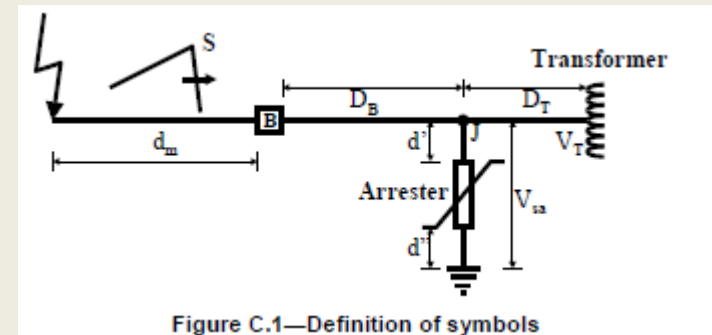 S
Transformer
D_B
D_T
B
J
d_m
d'
V_T
Arrester
V_sa
d"
Figure C.1—Definition of symbols